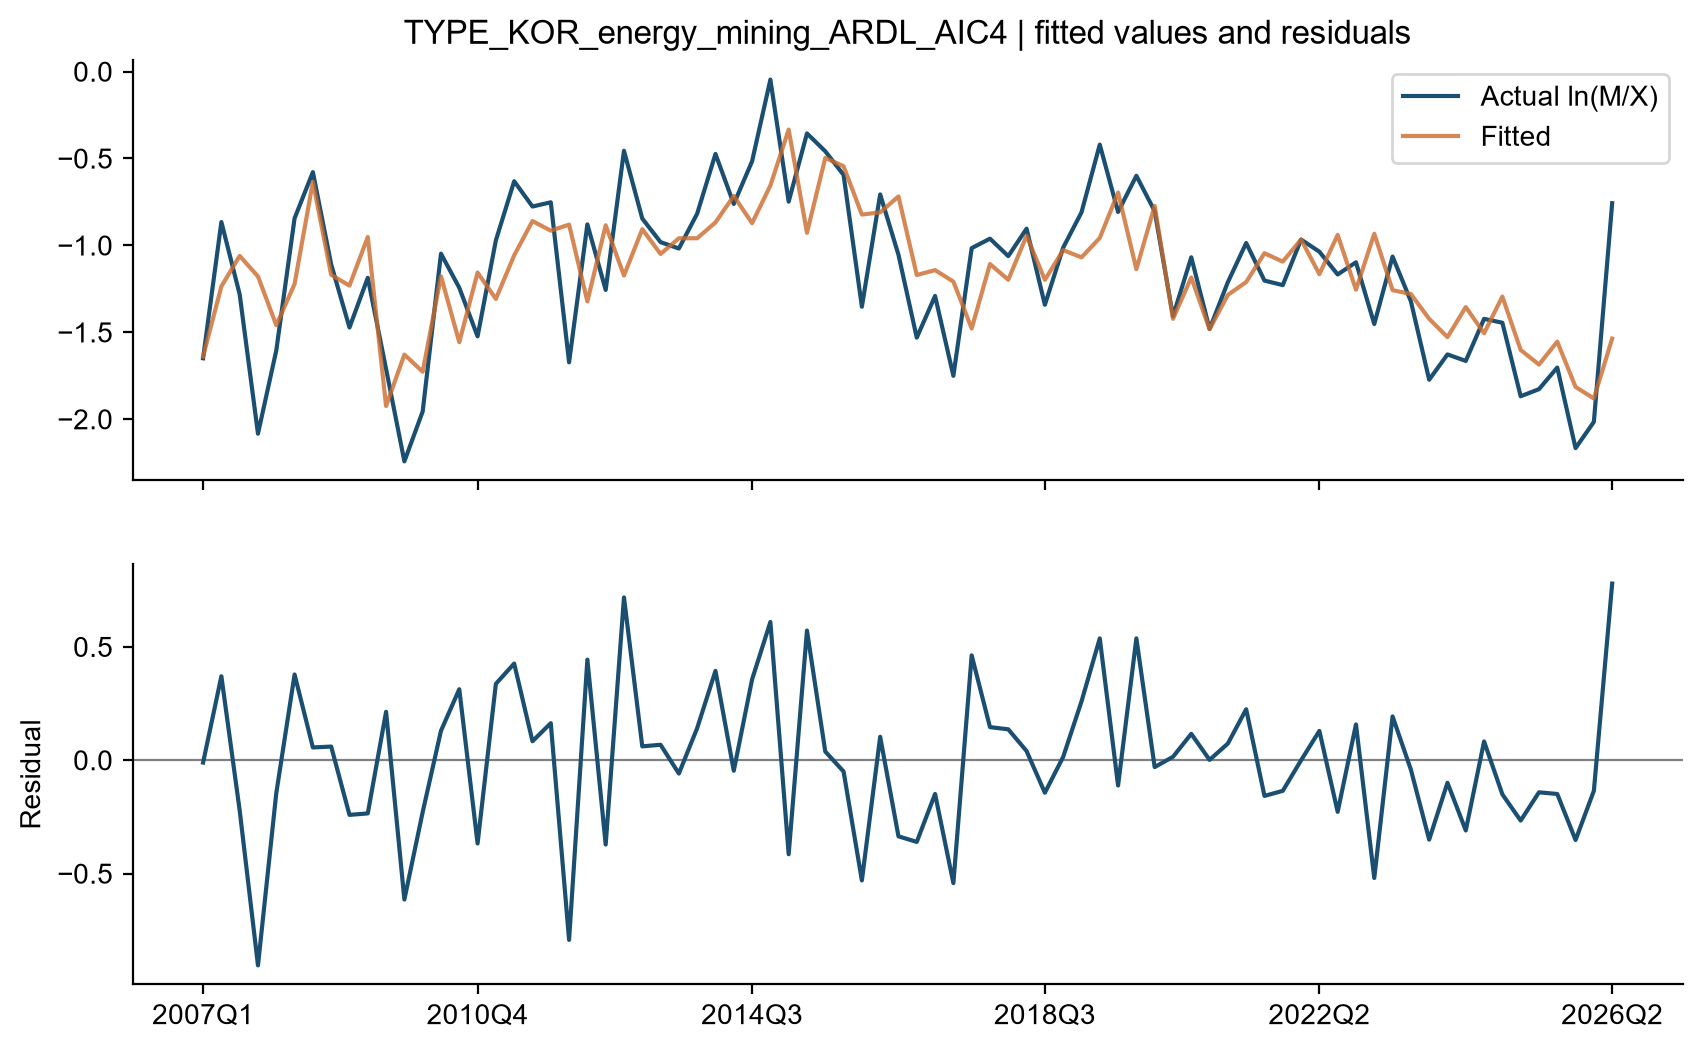 TYPE_KOR_energy_mining_ARDL_AIC4 | fitted values and residuals
0.0
−0.5
−1.0
−1.5
−2.0
Actual ln(M/X)
Fitted
Residual
0.5
0.0
−0.5
2007Q1 2010Q4 2014Q3 2018Q3 2022Q2 2026Q2